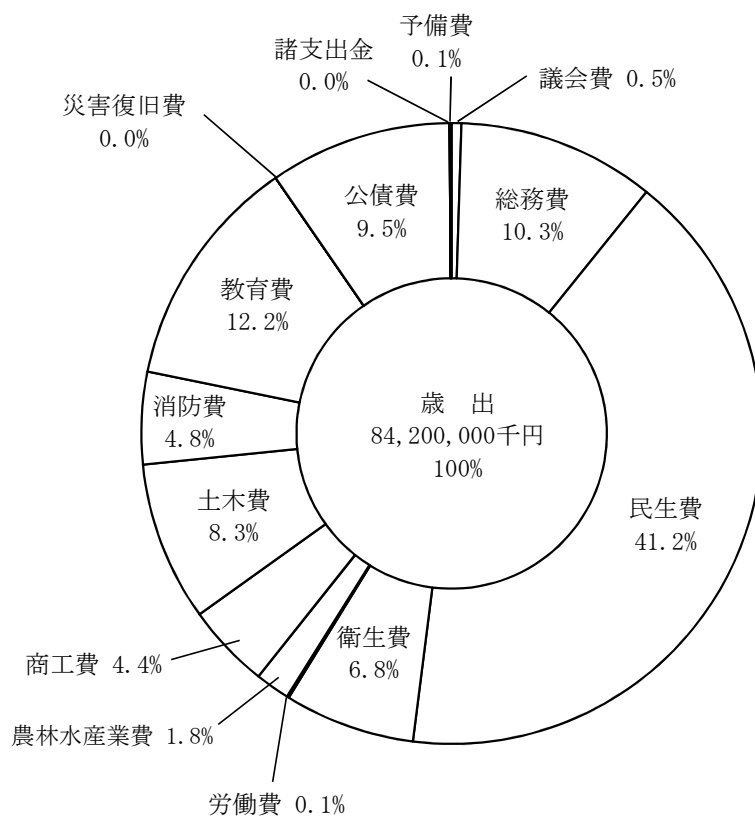 予備費
0.1%
諸支出金
0.0%
議会費 0.5%
災害復旧費
0.0%
公債費
9.5%
総務費
10.3%
教育費
12.2%
消防費
4.8%
歳 出
84,200,000千円
100%
土木費
8.3%
民生費
41.2%
衛生費
6.8%
商工費 4.4%
農林水産業費 1.8%
労働費 0.1%